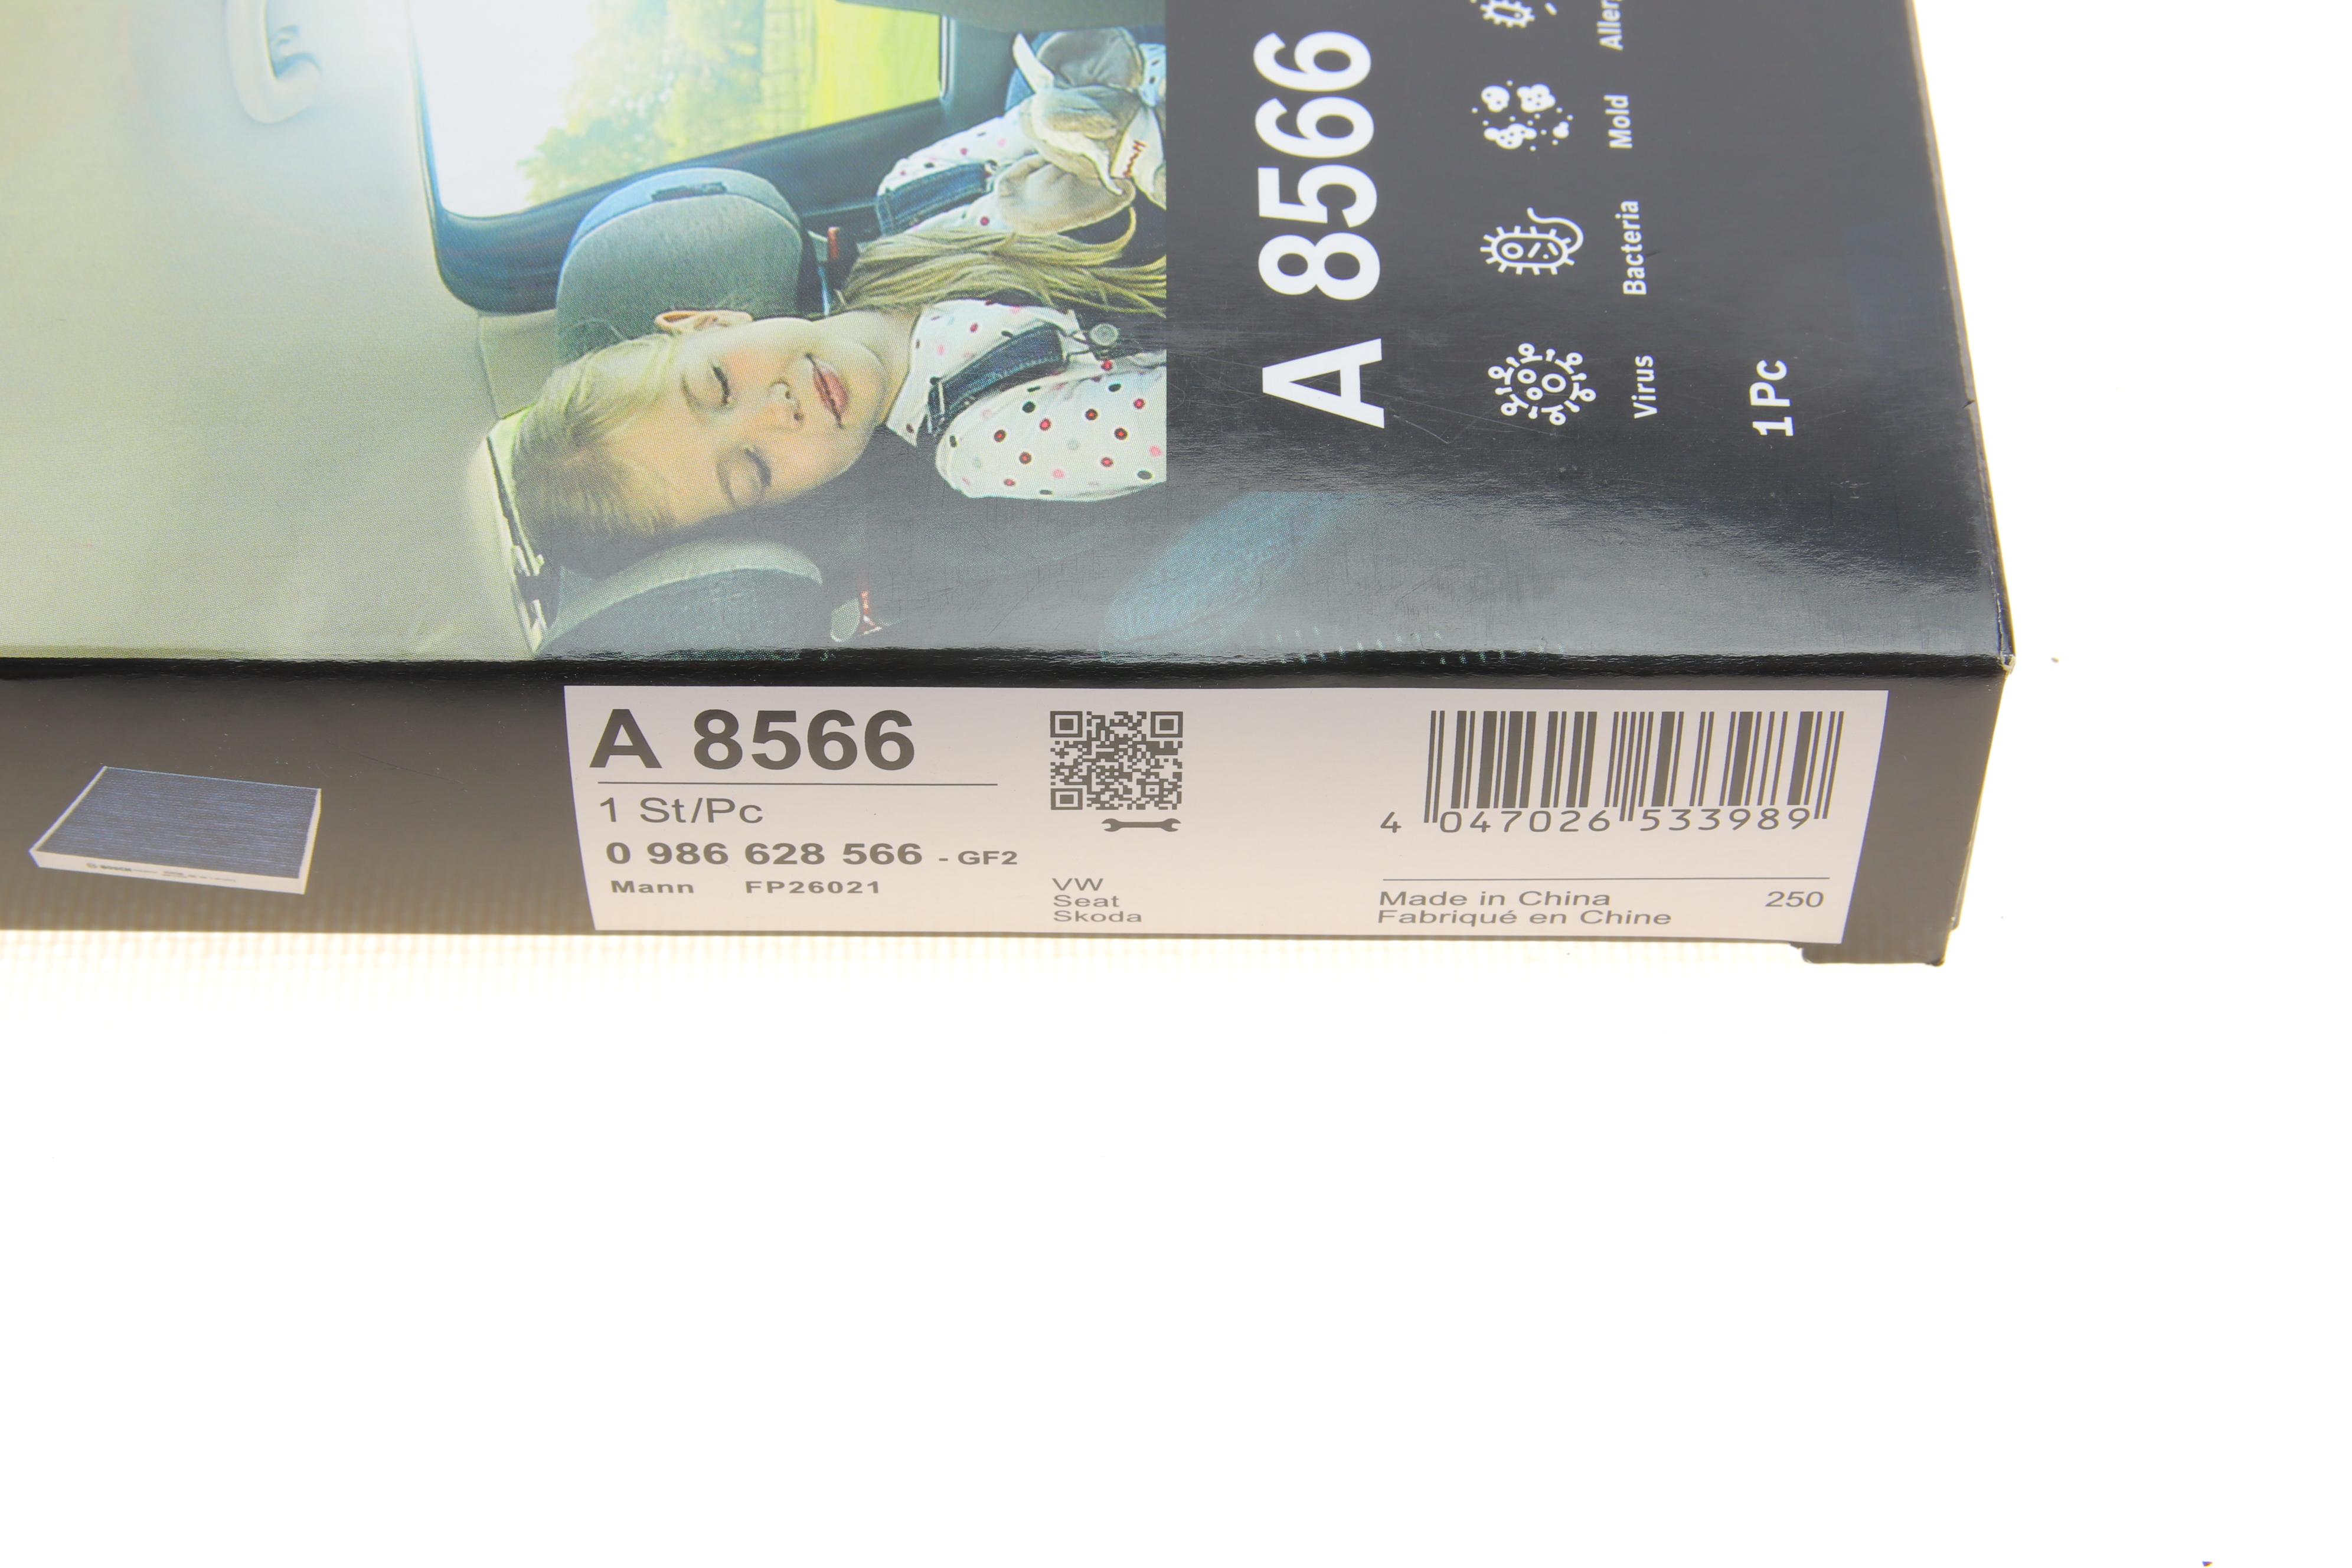 A 8566
Mold
Bacteria
Virus
1 Pc
A 8566
1 St/Pc
0 986 628 566 - GF2
Mann FP26021
VW
Seat
Skoda
4 047026 533989
Made in China 250
Fabriqué en Chine